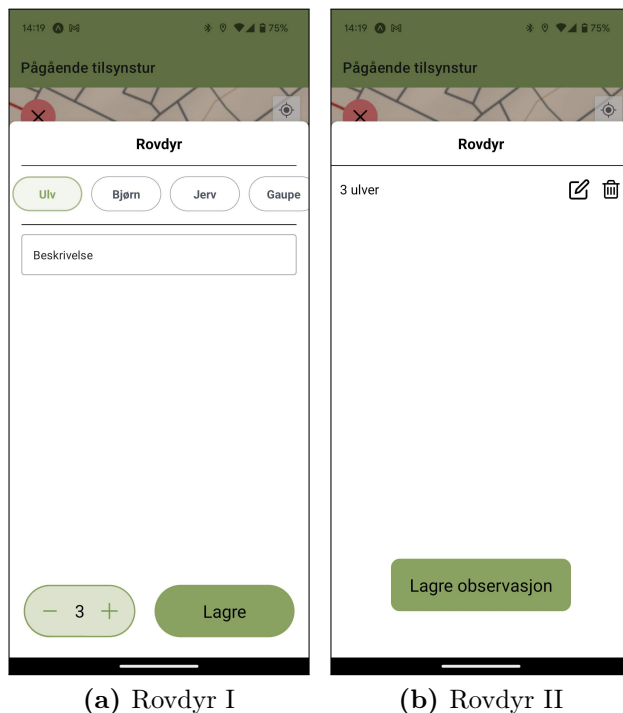 14:19 75%
Pågående tilsynstur
Rovdyr
Ulv Bjørn Jerv Gaupe
Beskrivelse
3
Lagre
(a) Rovdyr I
14:19 75%
Pågående tilsynstur
Rovdyr
3 ulver
Lagre observasjon
(b) Rovdyr II